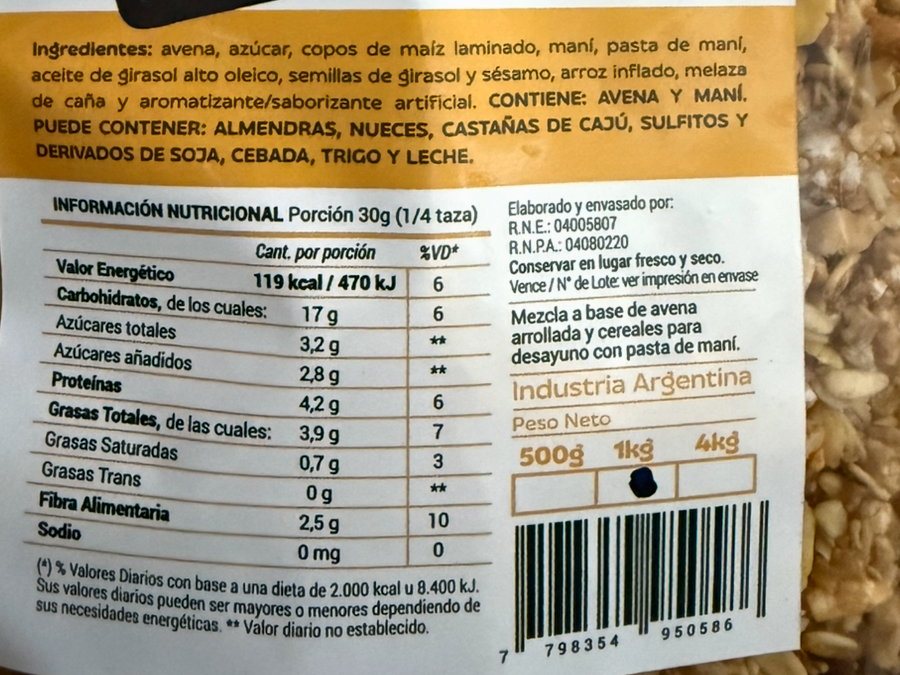 Ingredientes: avena, azúcar, copos de maíz laminado, maní, pasta de maní,
aceite de girasol alto oleico, semillas de girasol y sésamo, arroz inflado, melaza
de caña y aromatizante/saborizante artificial. CONTIENE: AVENA Y MANÍ.
PUEDE CONTENER: ALMENDRAS, NUECES, CASTAÑAS DE CAJÚ, SULFITOS Y
DERIVADOS DE SOJA, CEBADA, TRIGO Y LECHE.
INFORMACIÓN NUTRICIONAL Porción 30g (1/4 taza)
Cant. por porción %VD*
Valor Energético 119 kcal / 470 kJ 6
Carbohidratos, de los cuales: 17 g 6
Azúcares totales 3,2 g **
Azúcares añadidos 2,8 g **
Proteínas 4,2 g 6
Grasas Totales, de las cuales: 3,9 g 7
Grasas Saturadas 0,7 g 3
Grasas Trans 0 g **
Fibra Alimentaria 2,5 g 10
Sodio 0 mg 0
(*) % Valores Diarios con base a una dieta de 2.000 kcal u 8.400 kJ.
Sus valores diarios pueden ser mayores o menores dependiendo de
sus necesidades energéticas. ** Valor diario no establecido.
Elaborado y envasado por:
R.N.E.: 04005807
R.N.P.A.: 04080220
Conservar en lugar fresco y seco.
Vence / N° de Lote: ver impresión en envase
Mezcla a base de avena
arrollada y cereales para
desayuno con pasta de maní.
Industria Argentina
Peso Neto
500g 1kg 4kg
7 798354 950586